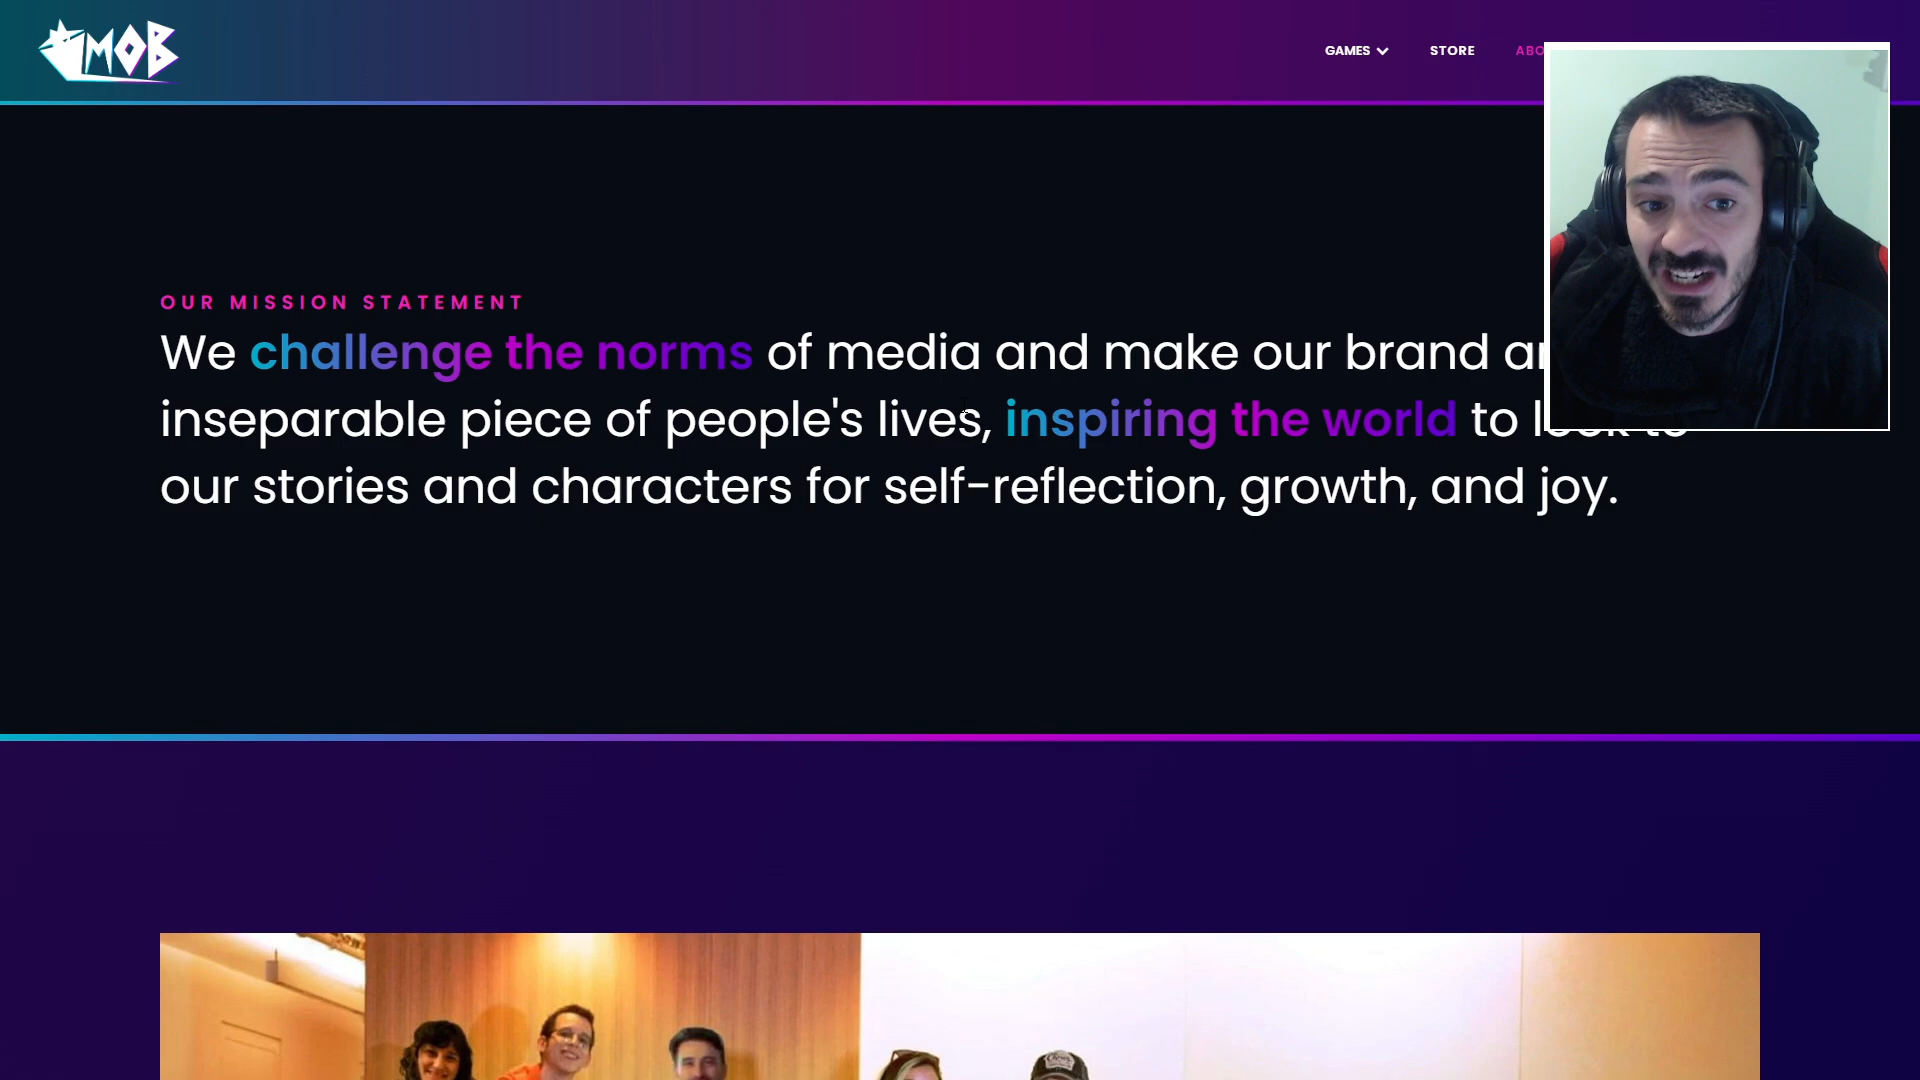 MOB
GAMES
STORE
OUR MISSION STATEMENT
We challenge the norms of media and make our brand
inseparable piece of people's lives, inspiring the world to
our stories and characters for self-reflection, growth, and joy.